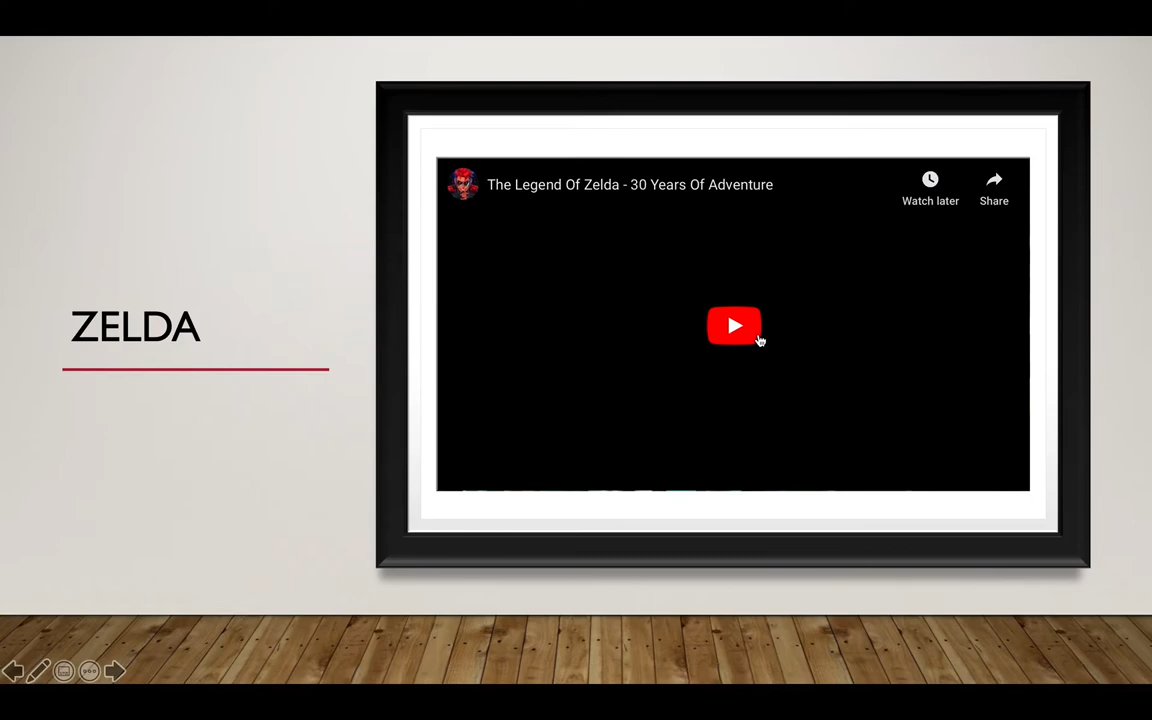 ZELDA
The Legend Of Zelda - 30 Years Of Adventure
Watch later
Share